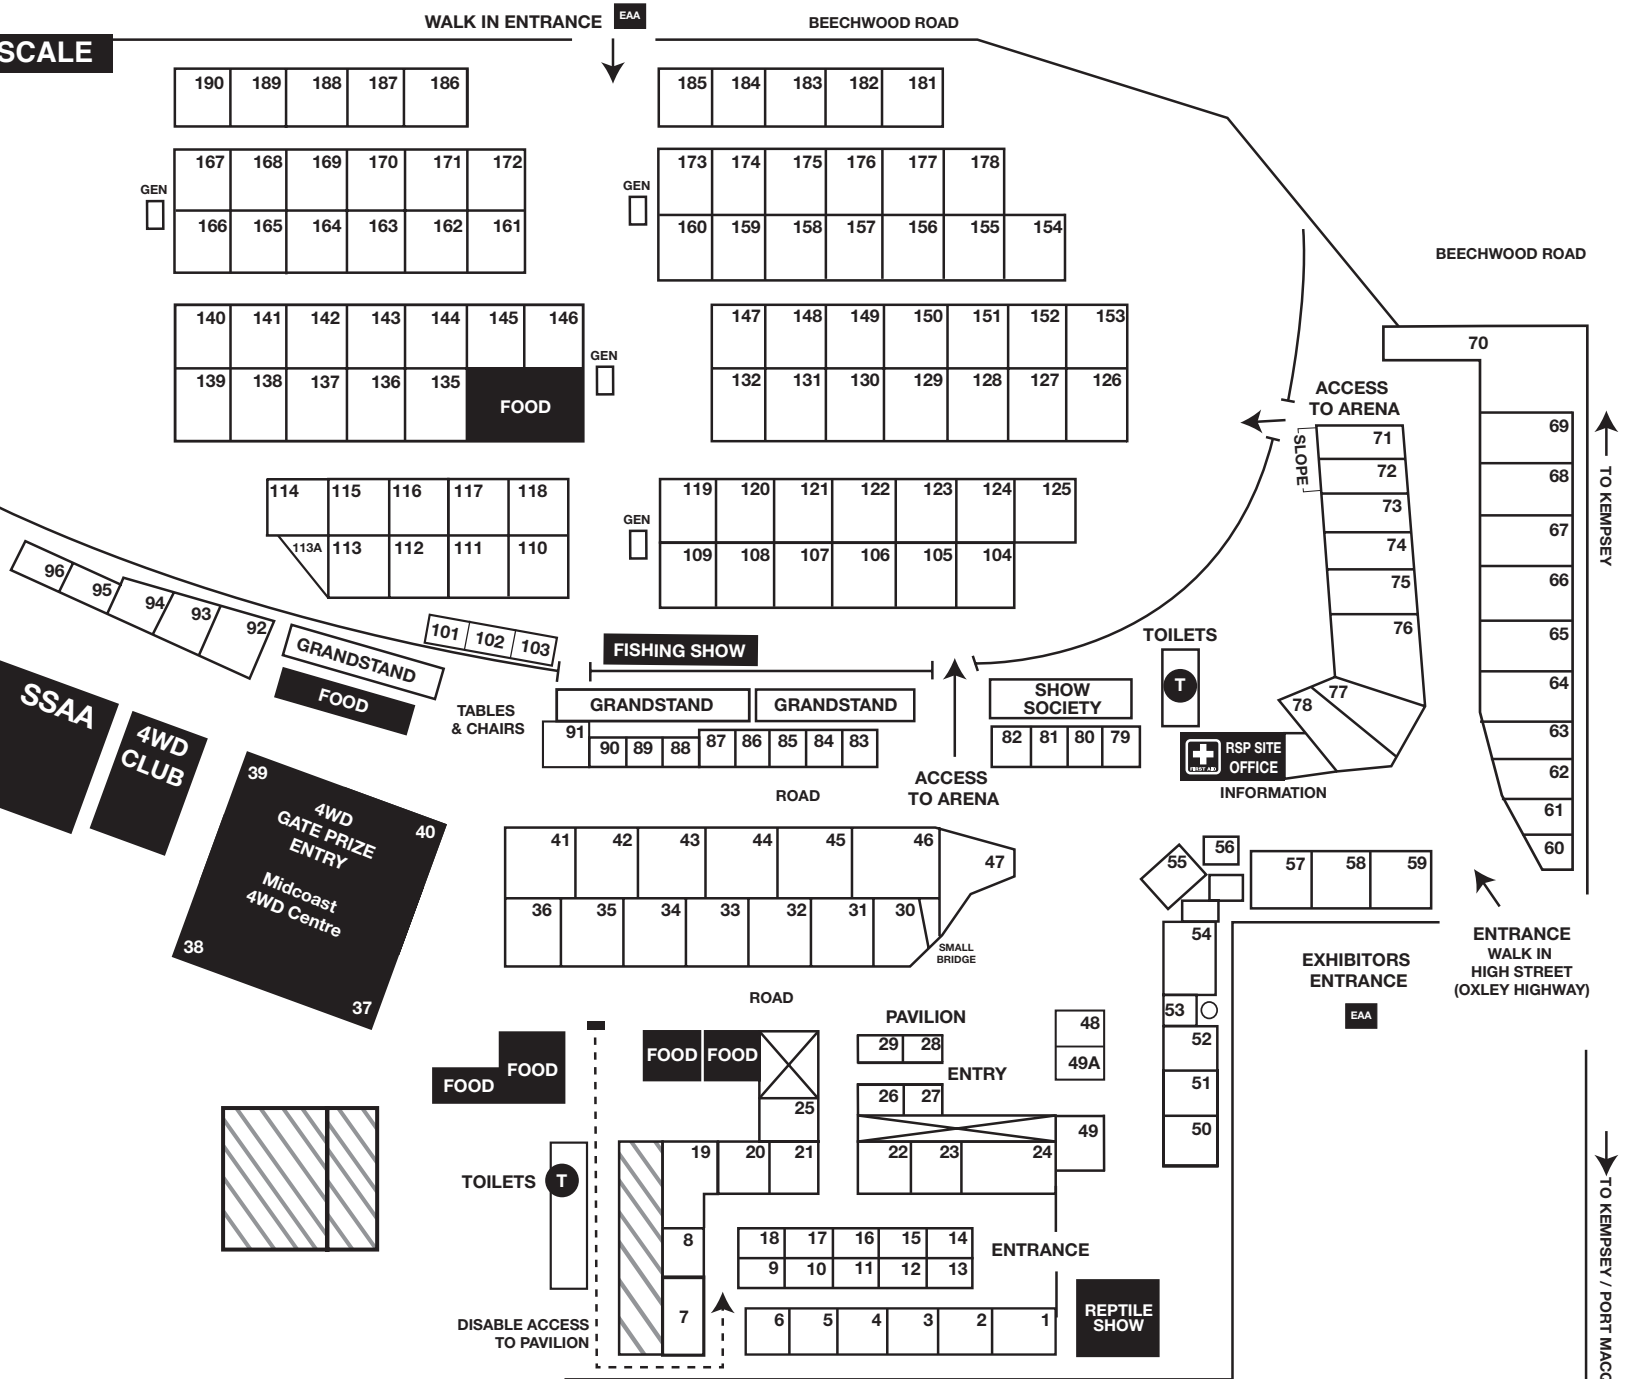 WALK IN ENTRANCE
EAA
BEECHWOOD ROAD
SCALE
190 189 188 187 186
185 184 183 182 181
167 168 169 170 171 172
173 174 175 176 177 178
GEN
GEN
166 165 164 163 162 161
160 159 158 157 156 155 154
BEECHWOOD ROAD
140 141 142 143 144 145 146
147 148 149 150 151 152 153
GEN
139 138 137 136 135
FOOD
132 131 130 129 128 127 126
70
ACCESS
TO ARENA
SLOPE
71
72
73
74
75
76
77
78
69
68
67
66
65
64
63
62
61
60
TO KEMPSEY
114 115 116 117 118
119 120 121 122 123 124 125
GEN
113A 113 112 111 110
109 108 107 106 105 104
96 95 94 93 92
GRANDSTAND
FOOD
101 102 103
FISHING SHOW
TOILETS
T
TABLES
& CHAIRS
GRANDSTAND
GRANDSTAND
SHOW
SOCIETY
91 90 89 88 87 86 85 84 83
82 81 80 79
FIRST AID
RSP SITE
OFFICE
INFORMATION
ROAD
ACCESS
TO ARENA
SSAA
4WD
CLUB
39
40
4WD
GATE PRIZE
ENTRY
Midcoast
4WD Centre
38
37
41 42 43 44 45 46 47
36 35 34 33 32 31 30
SMALL
BRIDGE
55 56 57 58 59
54
53
52
51
50
EXHIBITORS
ENTRANCE
EAA
ENTRANCE
WALK IN
HIGH STREET
(OXLEY HIGHWAY)
ROAD
PAVILION
29 28
ENTRY
26 27
48
49A
49
FOOD
FOOD
FOOD FOOD
25
19 20 21
22 23 24
TOILETS
T
8
7
18 17 16 15 14
9 10 11 12 13
ENTRANCE
6 5 4 3 2 1
REPTILE
SHOW
DISABLE ACCESS
TO PAVILION
TO KEMPSEY / PORT MACQ